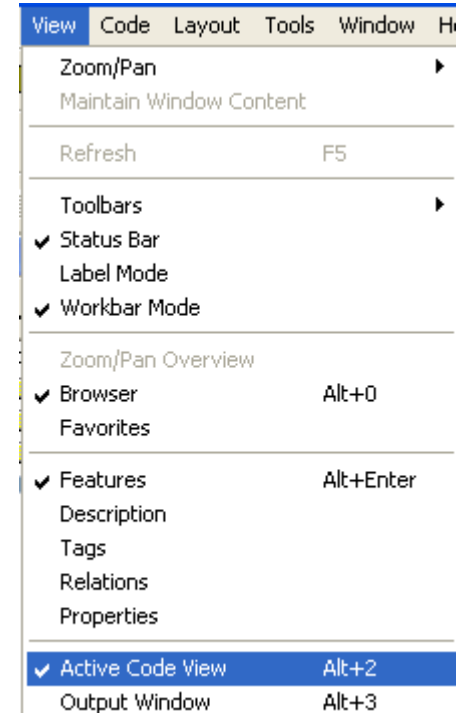 View Code Layout Tools Window
Zoom/Pan
Maintain Window Content
Refresh F5
Toolbars
Status Bar
Label Mode
Workbar Mode
Zoom/Pan Overview
Browser Alt+0
Favorites
Features Alt+Enter
Description
Tags
Relations
Properties
Active Code View Alt+2
Output Window Alt+3